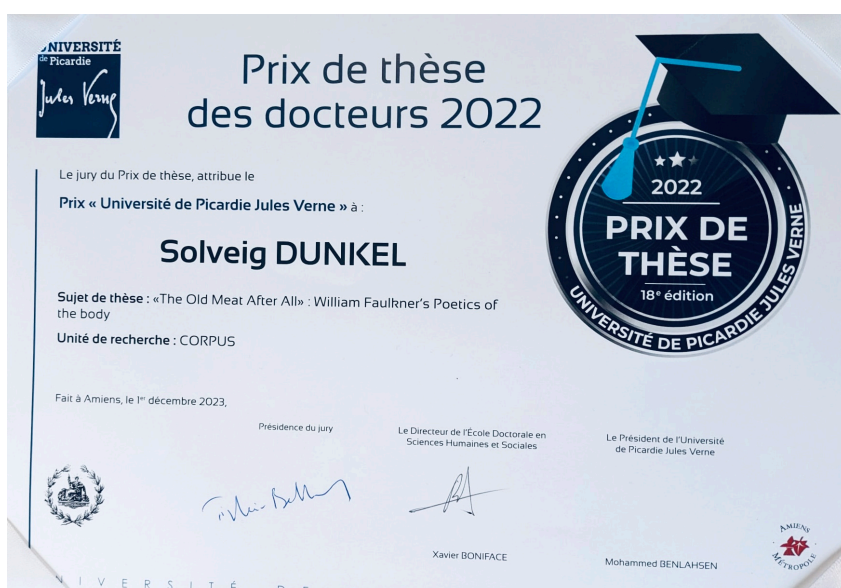 UNIVERSITÉ
de Picardie
Jules Verne
Prix de thèse
des docteurs 2022
Le jury du Prix de thèse, attribue le
Prix « Université de Picardie Jules Verne » à :
Solveig DUNKEL
Sujet de thèse : «The Old Meat After All» : William Faulkner's Poetics of
the body
Unité de recherche : CORPUS
2022
PRIX DE
THÈSE
18e édition
UNIVERSITÉ DE PICARDIE JULES VERNE
Fait à Amiens, le 1er décembre 2023,
Présidence du jury
Le Directeur de l'École Doctorale en
Sciences Humaines et Sociales
Le Président de l'Université
de Picardie Jules Verne
Xavier BONIFACE
Mohammed BENLAHSEN
AMIENS
MÉTROPOLE
UNIVERSITÉ